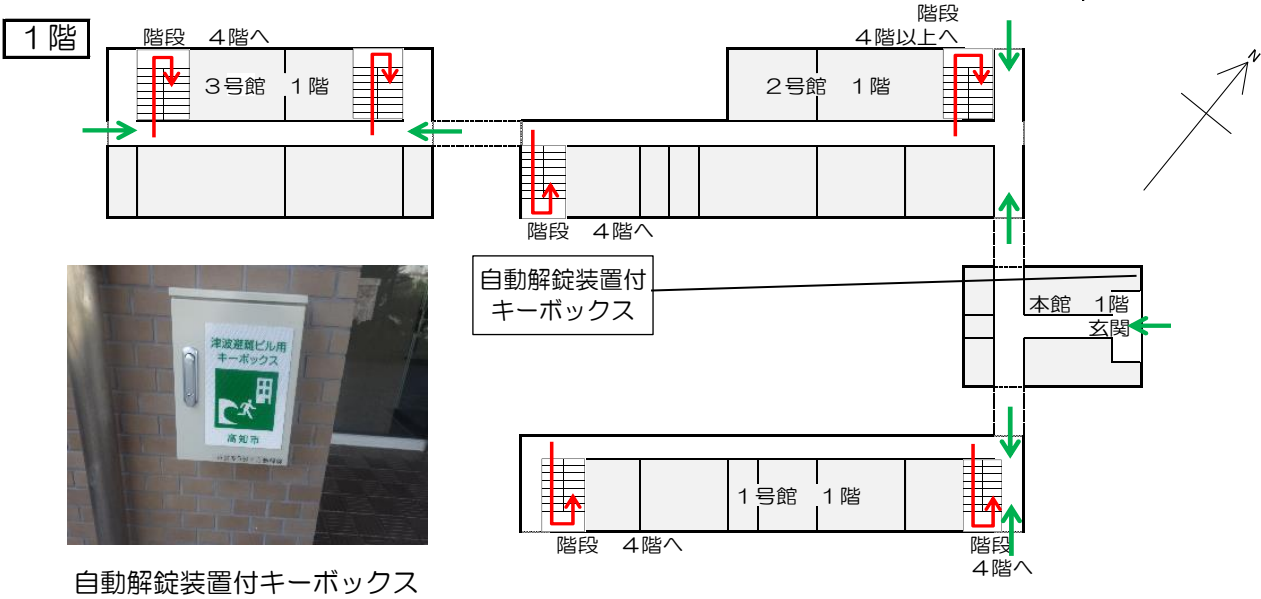 １階
階段　４階へ
３号館　１階
階段
４階以上へ
２号館　１階
N
階段　４階へ
自動解錠装置付
キーボックス
本館　１階
玄関
津波避難ビル用
キーボックス
高知市
１号館　１階
階段　４階へ
階段
４階へ
自動解錠装置付キーボックス